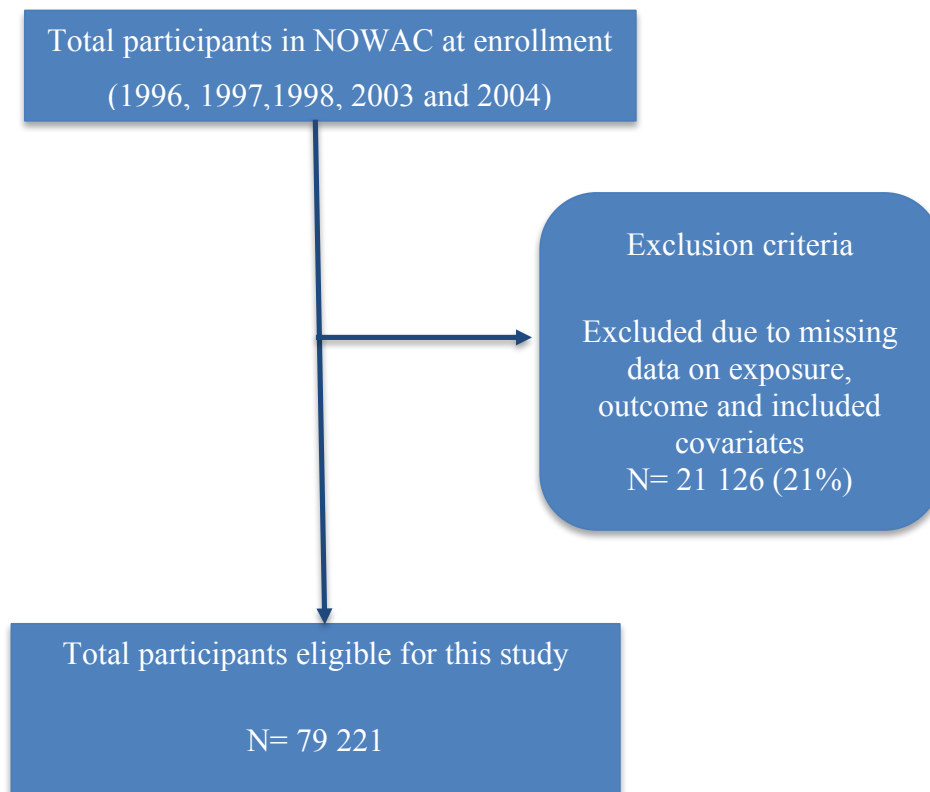 Total participants in NOWAC at enrollment
(1996, 1997,1998, 2003 and 2004)
Exclusion criteria
Excluded due to missing
data on exposure,
outcome and included
covariates
N= 21 126 (21%)
Total participants eligible for this study
N= 79 221